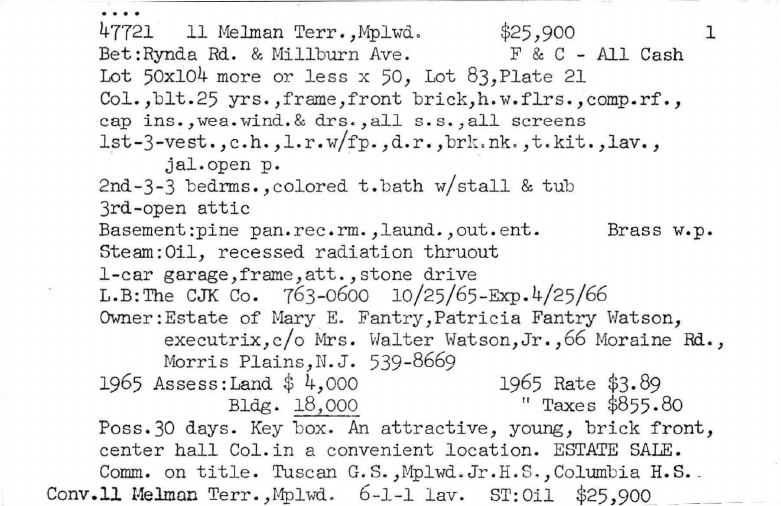 47721 11 Melman Terr.,Mplwd. $25,900 1
Bet:Rynda Rd. & Millburn Ave. F & C - All Cash
Lot 50x104 more or less x 50, Lot 83,Plate 21
Col.,blt.25 yrs.,frame,front brick,h.w.flrs.,comp.rf.,
cap ins.,wea.wind.& drs.,all s.s.,all screens
1st-3-vest.,c.h.,l.r.w/fp.,d.r.,brk.nk.,t.kit.,lav.,
jal.open p.
2nd-3-3 bedrms.,colored t.bath w/stall & tub
3rd-open attic
Basement:pine pan.rec.rm.,laund.,out.ent. Brass w.p.
Steam:Oil, recessed radiation thruout
1-car garage,frame,att.,stone drive
L.B:The CJK Co. 763-0600 10/25/65-Exp.4/25/66
Owner:Estate of Mary E. Fantry,Patricia Fantry Watson,
executrix,c/o Mrs. Walter Watson,Jr.,66 Moraine Rd.,
Morris Plains,N.J. 539-8669
1965 Assess:Land $ 4,000 1965 Rate $3.89
Bldg. 18,000 " Taxes $855.80
Poss.30 days. Key box. An attractive, young, brick front,
center hall Col.in a convenient location. ESTATE SALE.
Comm. on title. Tuscan G.S.,Mplwd.Jr.H.S.,Columbia H.S..
Conv.11 Melman Terr.,Mplwd. 6-1-1 lav. ST:Oil $25,900